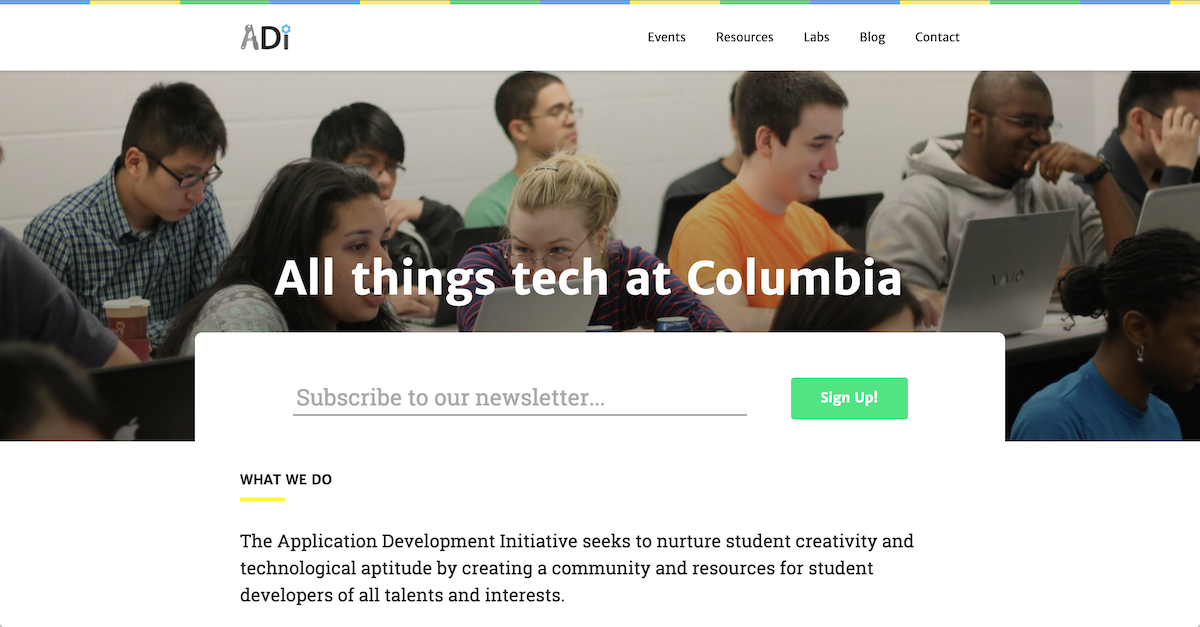 ADi
Events Resources Labs Blog Contact
All things tech at Columbia
VAIO
Subscribe to our newsletter...
Sign Up!
WHAT WE DO
The Application Development Initiative seeks to nurture student creativity and
technological aptitude by creating a community and resources for student
developers of all talents and interests.